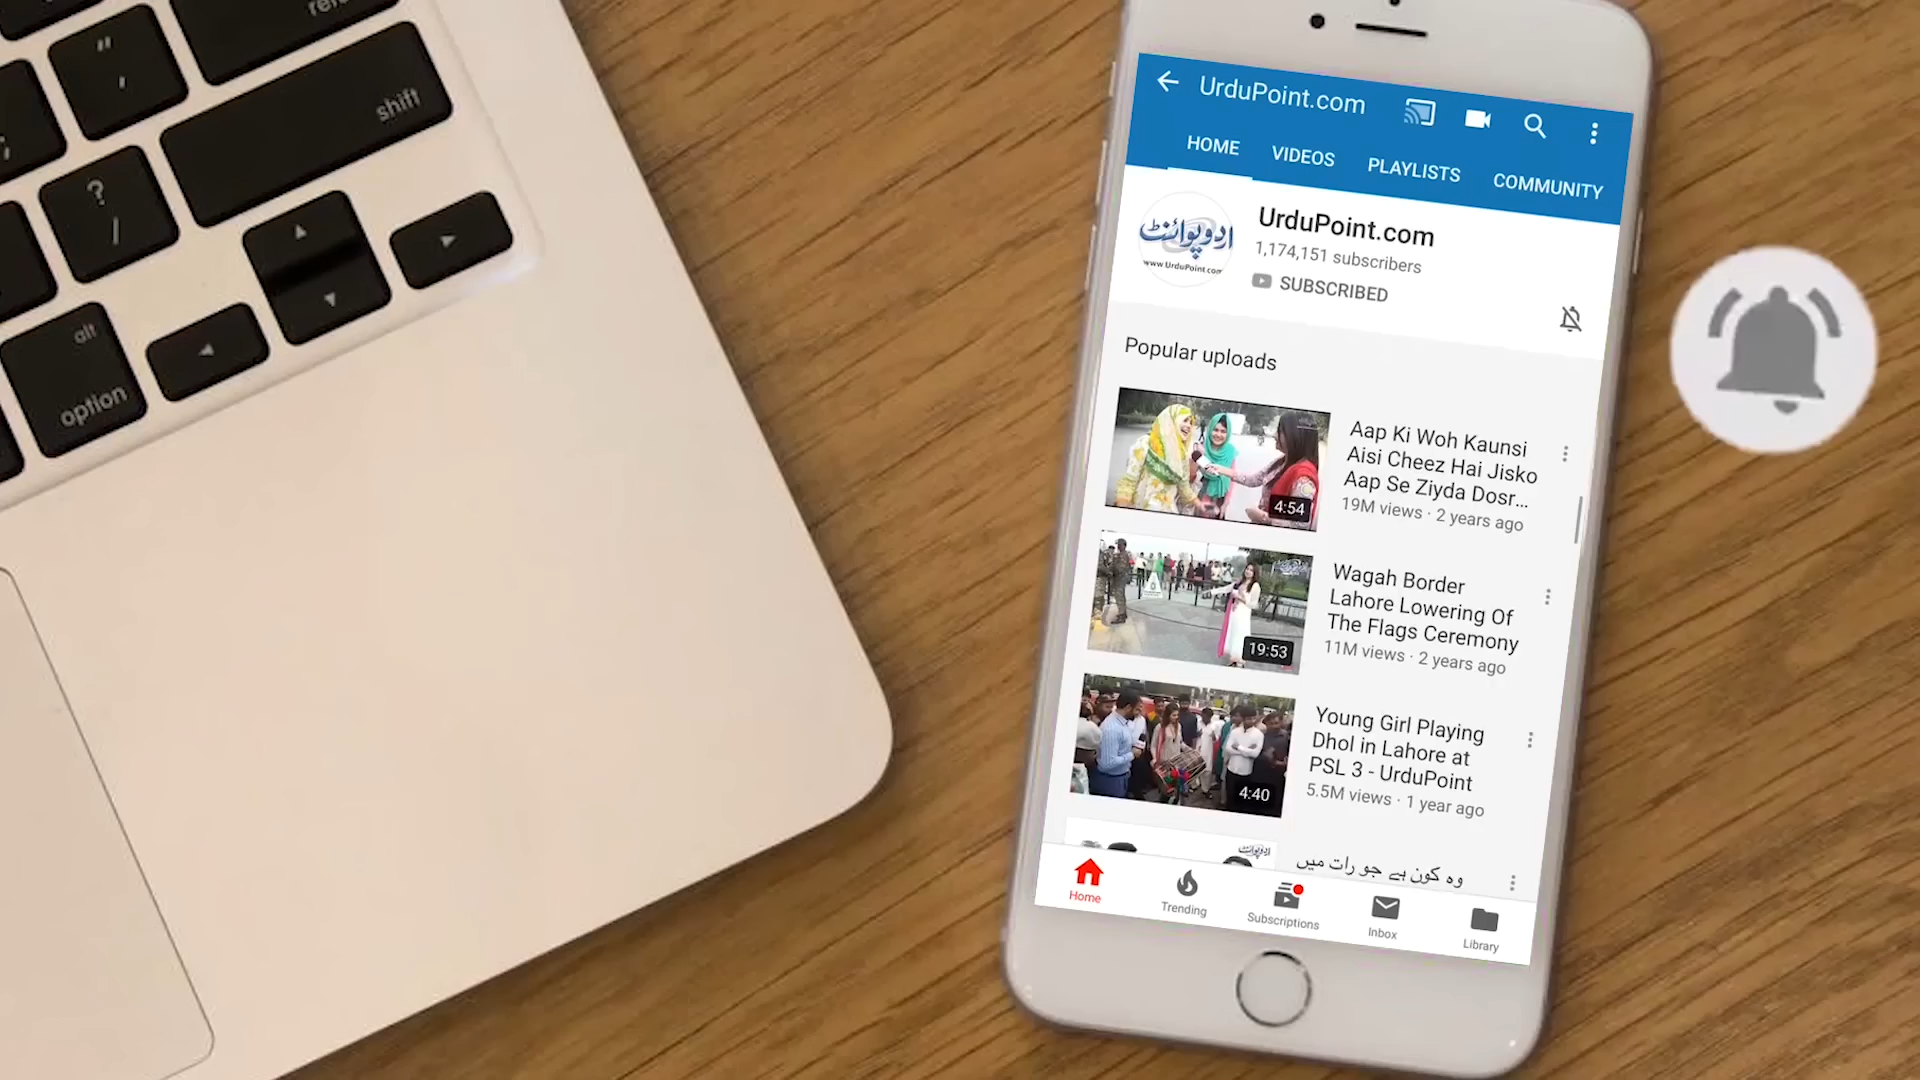 "
,
shift
?
/
alt
option
UrduPoint.com
HOME VIDEOS PLAYLISTS COMMUNITY
اردوپوائنٹ
www.UrduPoint.com
UrduPoint.com
1,174,151 subscribers
SUBSCRIBED
Popular uploads
Aap Ki Woh Kaunsi
Aisi Cheez Hai Jisko
Aap Se Ziyda Dosr...
19M views · 2 years ago
4:54
Wagah Border
Lahore Lowering Of
The Flags Ceremony
11M views · 2 years ago
19:53
Young Girl Playing
Dhol in Lahore at
PSL 3 - UrduPoint
5.5M views · 1 year ago
4:40
اردوپوائنٹ
وہ کون ہے جو رات میں
Home Trending Subscriptions Inbox Library